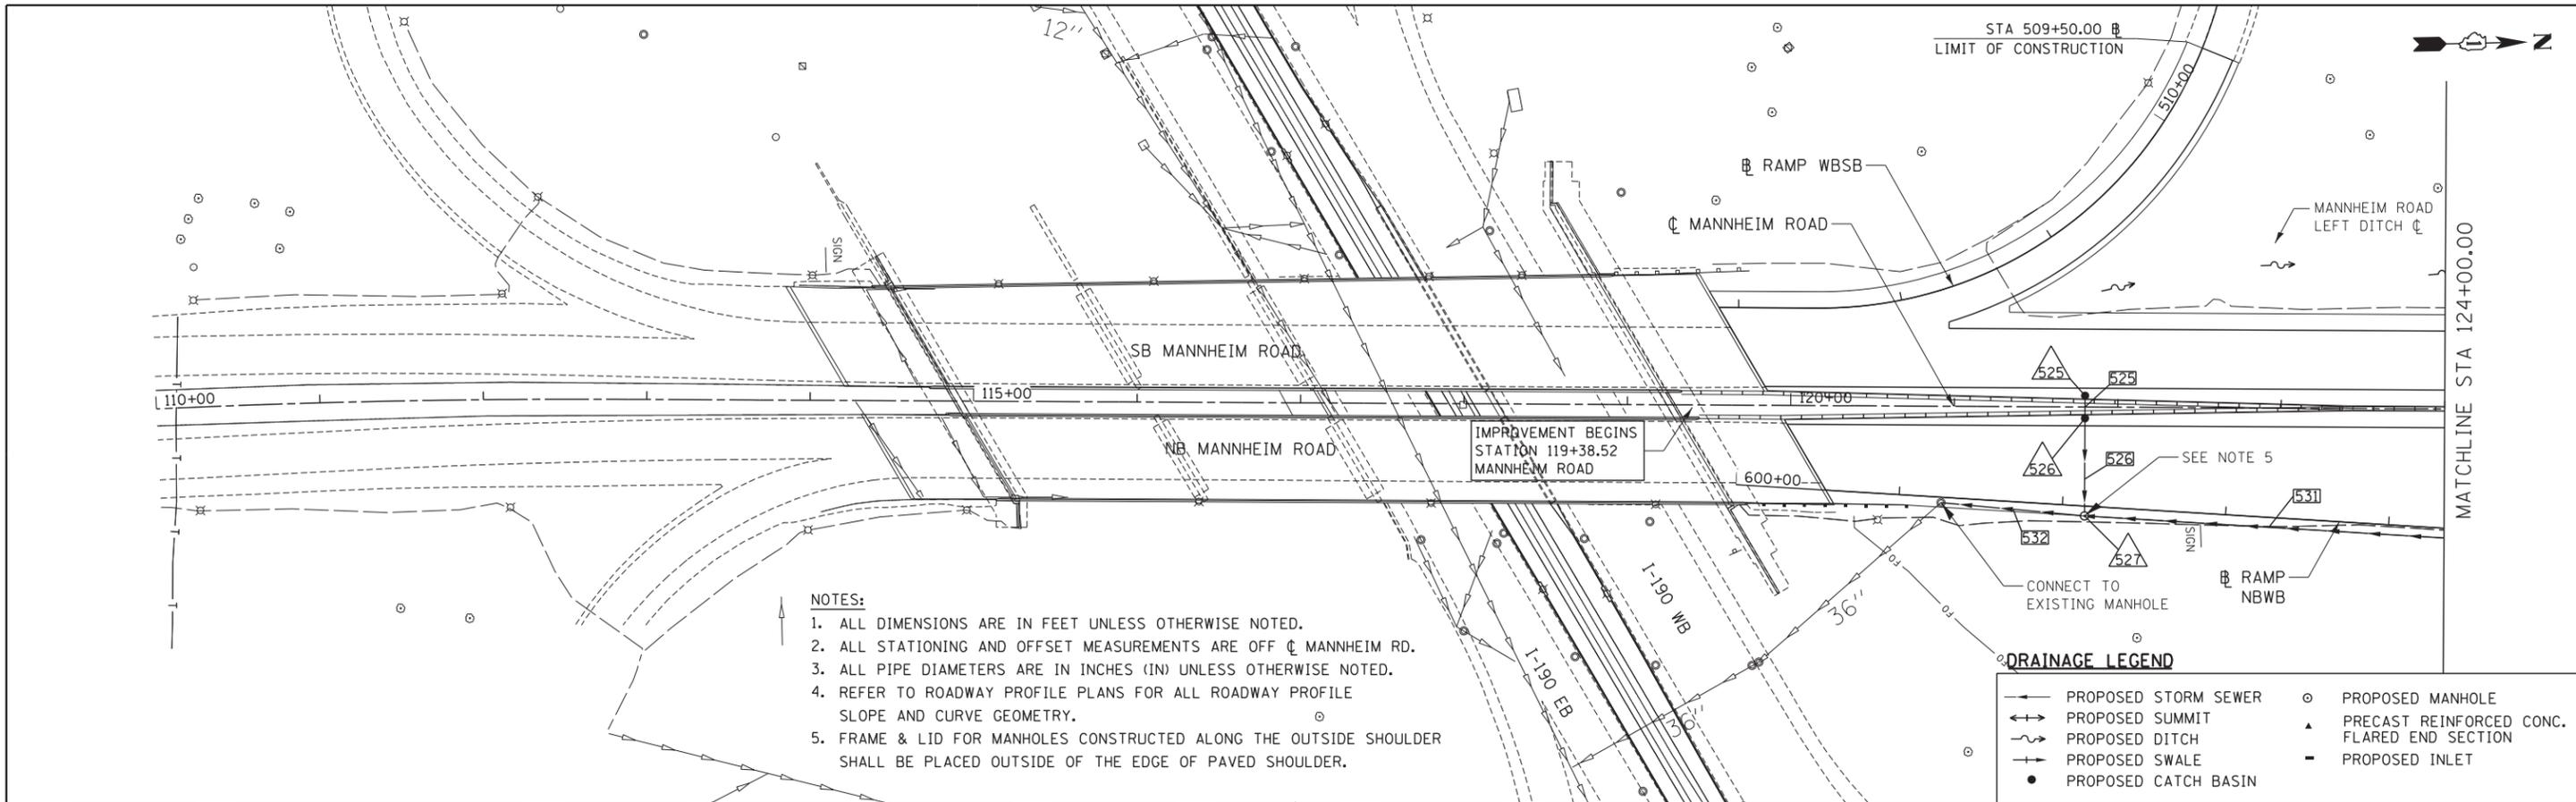 12''
STA 509+50.00 ℄
LIMIT OF CONSTRUCTION
N
510+00
℄ RAMP WBSB
℄ MANNHEIM ROAD
MANNHEIM ROAD
LEFT DITCH ℄
MATCHLINE STA 124+00.00
SIGN
SB MANNHEIM ROAD
110+00
115+00
120+00
525
525
NB MANNHEIM ROAD
IMPROVEMENT BEGINS
STATION 119+38.52
MANNHEIM ROAD
600+00
526
526
SEE NOTE 5
531
532
527
SIGN
CONNECT TO
EXISTING MANHOLE
℄ RAMP
NBWB
FO
FO
FO
36''
36''
I-190 WB
I-190 EB
T
T
T
T
NOTES:
1. ALL DIMENSIONS ARE IN FEET UNLESS OTHERWISE NOTED.
2. ALL STATIONING AND OFFSET MEASUREMENTS ARE OFF ℄ MANNHEIM RD.
3. ALL PIPE DIAMETERS ARE IN INCHES (IN) UNLESS OTHERWISE NOTED.
4. REFER TO ROADWAY PROFILE PLANS FOR ALL ROADWAY PROFILE
SLOPE AND CURVE GEOMETRY.
5. FRAME & LID FOR MANHOLES CONSTRUCTED ALONG THE OUTSIDE SHOULDER
SHALL BE PLACED OUTSIDE OF THE EDGE OF PAVED SHOULDER.
DRAINAGE LEGEND
PROPOSED STORM SEWER
PROPOSED SUMMIT
PROPOSED DITCH
PROPOSED SWALE
PROPOSED CATCH BASIN
PROPOSED MANHOLE
PRECAST REINFORCED CONC.
FLARED END SECTION
PROPOSED INLET